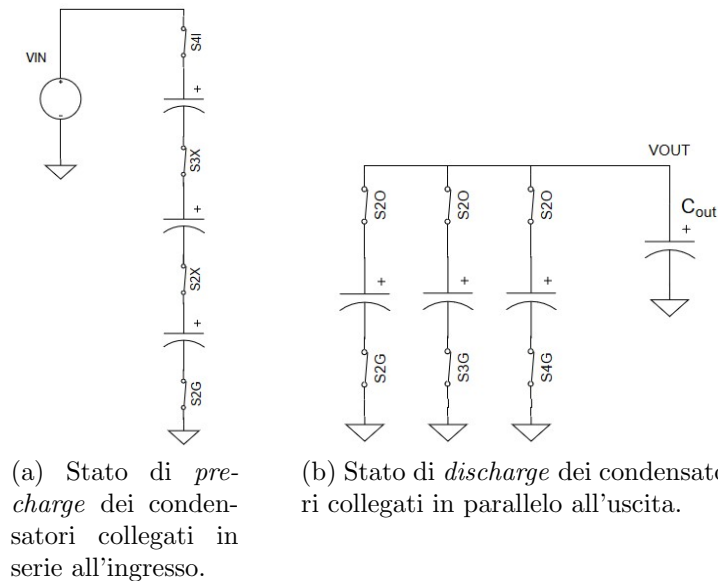 VIN
S4I
+
S3X
+
S2X
+
S2G
VOUT
Cout
+
S2O
S2O
S2O
+
+
+
S2G
S3G
S4G
(a) Stato di pre-
charge dei conden-
satori collegati in
serie all'ingresso.
(b) Stato di discharge dei condensato
ri collegati in parallelo all'uscita.